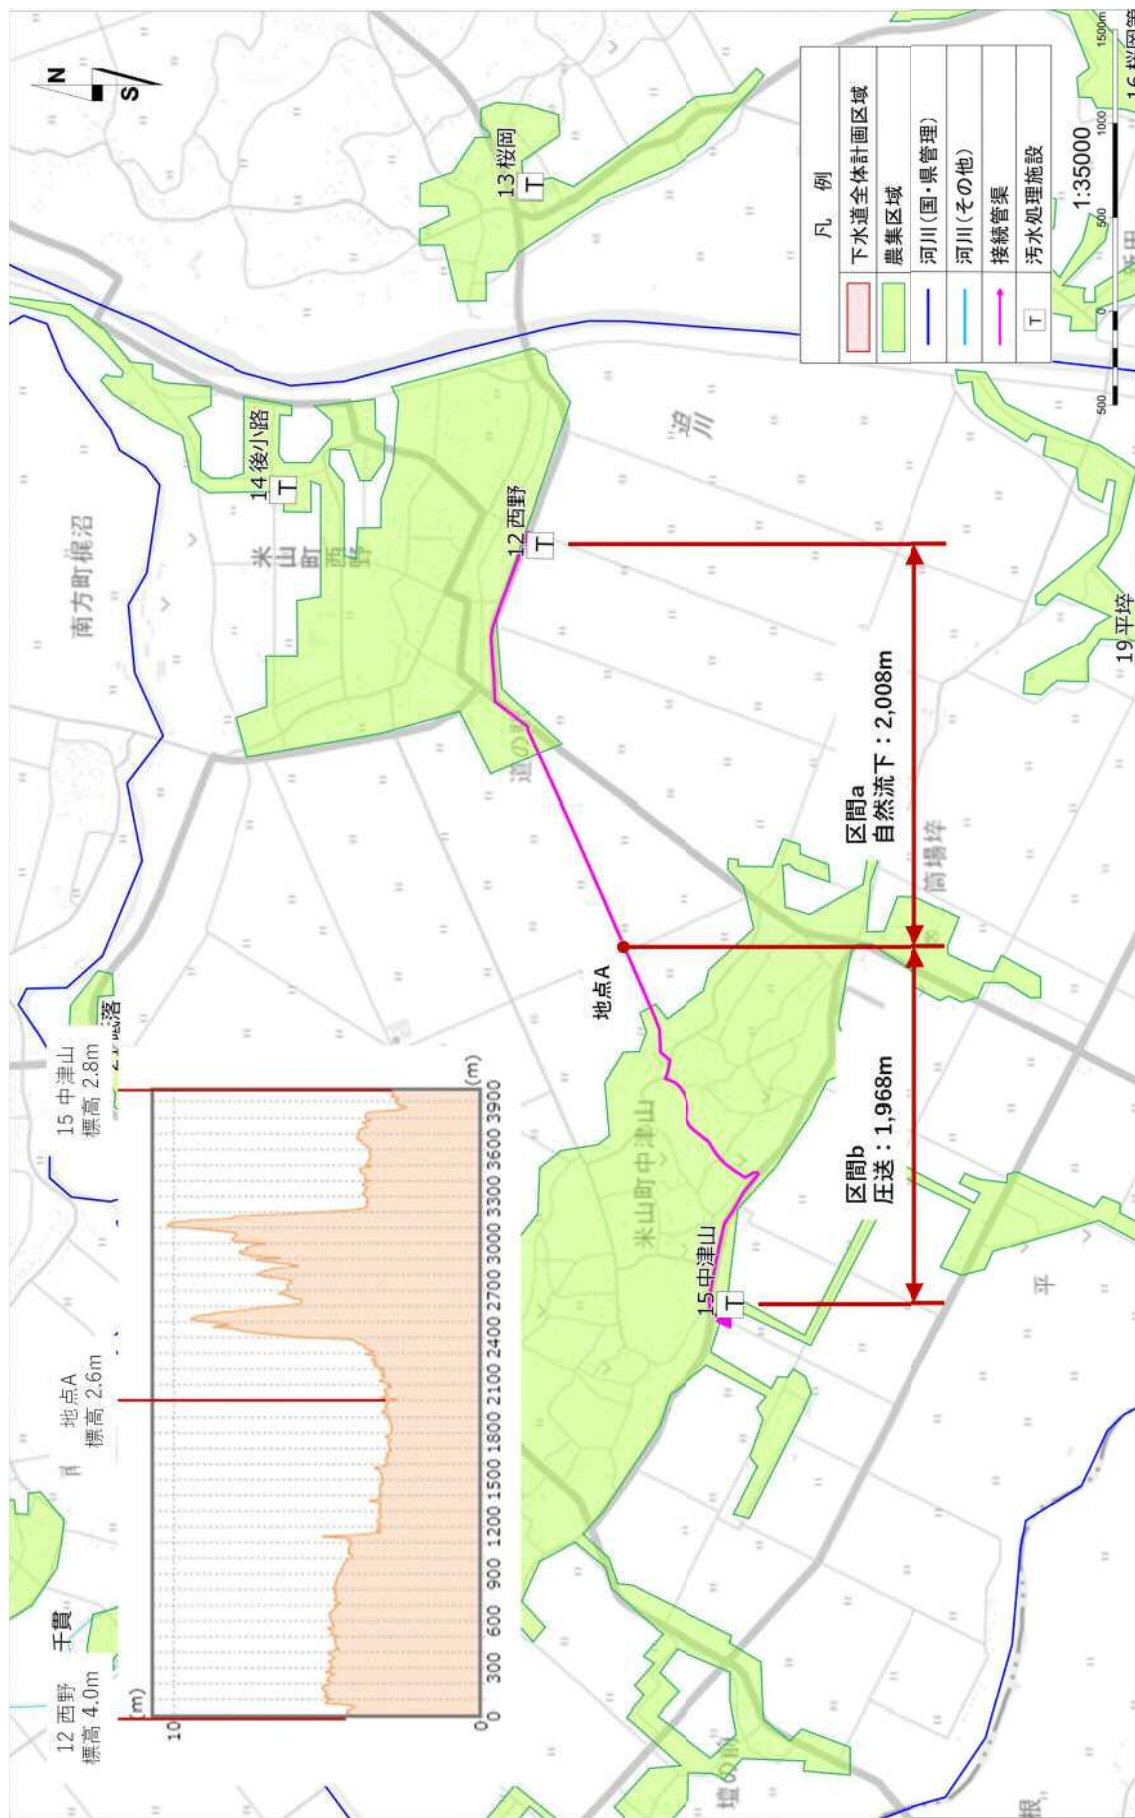 N
S
13 桜岡
T
14 後小路
T
南方町梶沼
米山町西野
12 西野
T
道の駅
迫川
凡 例
下水道全体計画区域
農集区域
河川(国・県管理)
河川(その他)
接続管渠
T 汚水処理施設
1:35000
500 0 500 1000 1500m
19 平埣
地点A
区間a
自然流下：2,008m
筒場埣
米山町中津山
区間b
圧送：1,968m
15 中津山
T
平
12 西野
標高 4.0m
千貫
地点A
標高 2.6m
15 中津山
標高 2.8m
(m)
10
0
0 300 600 900 1200 1500 1800 2100 2400 2700 3000 3300 3600 3900
(m)
根